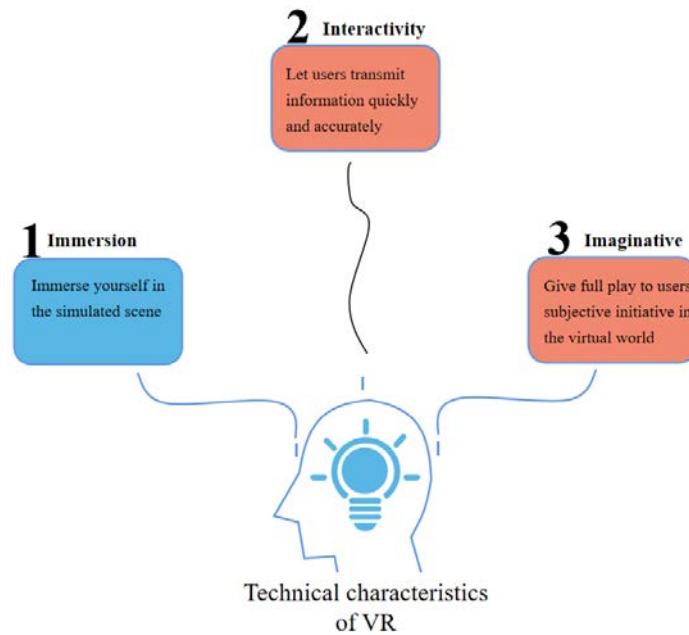 1 Immersion
Immerse yourself in
the simulated scene
2 Interactivity
Let users transmit
information quickly
and accurately
3 Imaginative
Give full play to users
subjective initiative in
the virtual world
Technical characteristics
of VR